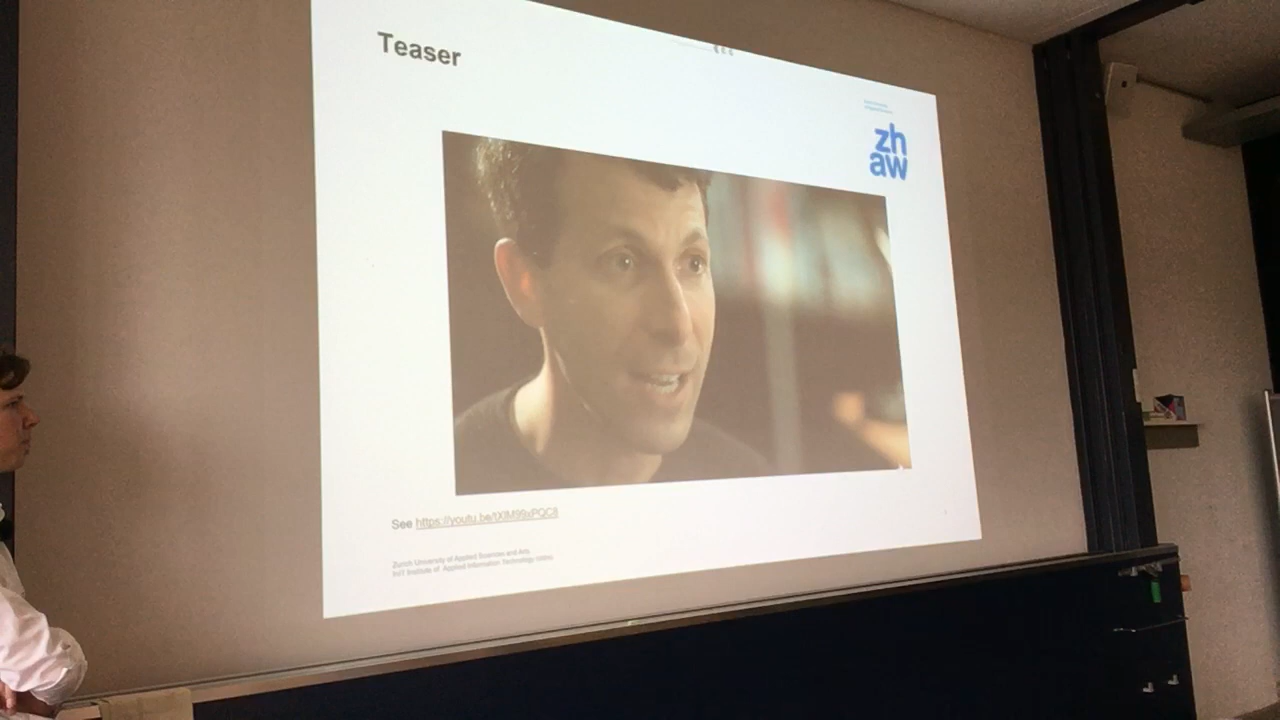 Teaser
zh
aw
See https://youtu.be/
Zurich University of Applied Sciences and Arts
InIT Institute of Applied Information Technology